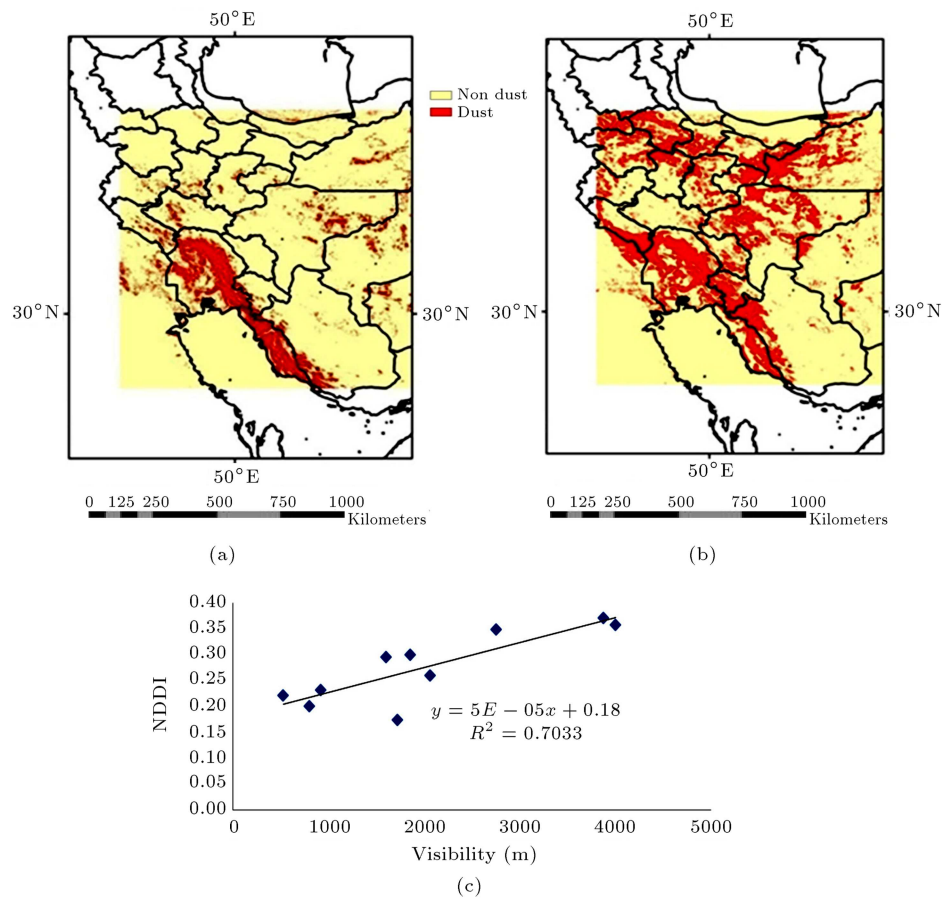 50°E
50°E
Non dust
Dust
30°N
30°N
30°N
30°N
50°E
50°E
0 125 250 500 750 1000
Kilometers
0 125 250 500 750 1000
Kilometers
(a)
(b)
0.40
0.35
0.30
0.25
0.20
0.15
0.10
0.05
0.00
NDDI
y = 5E − 05x + 0.18
R² = 0.7033
0 1000 2000 3000 4000 5000
Visibility (m)
(c)